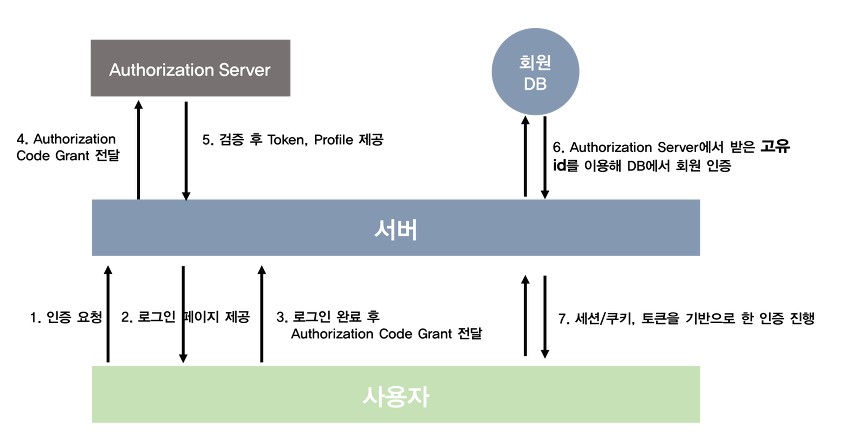 Authorization Server
회원
DB
4. Authorization
Code Grant 전달
5. 검증 후 Token, Profile 제공
6. Authorization Server에서 받은 고유
id를 이용해 DB에서 회원 인증
서버
1. 인증 요청
2. 로그인 페이지 제공
3. 로그인 완료 후
Authorization Code Grant 전달
7. 세션/쿠키, 토큰을 기반으로 한 인증 진행
사용자